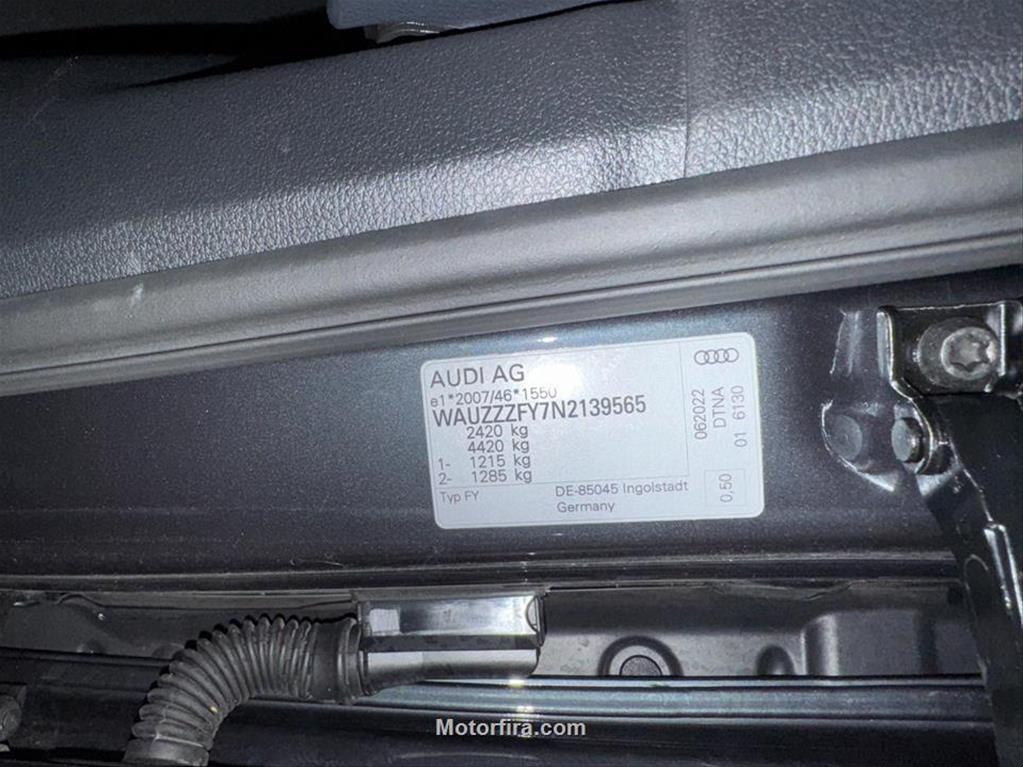 AUDI AG
e1*2007/46*1550
WAUZZZFY7N2139565
2420 kg
4420 kg
1- 1215 kg
2- 1285 kg
Typ FY
DE-85045 Ingolstadt
Germany
062022
DTNA
01 6130
0,50
Motorfira.com